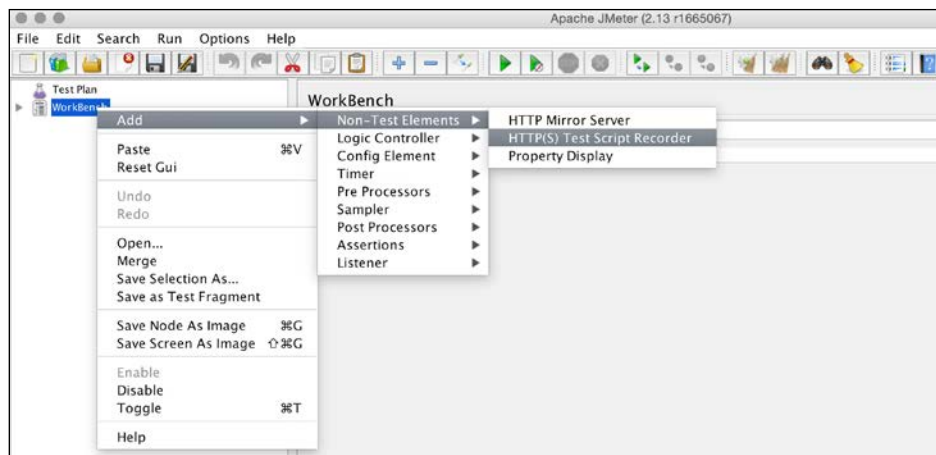 Apache JMeter (2.13 r1665067)
File Edit Search Run Options Help
Test Plan
WorkBench
WorkBench
Add
Paste ⌘V
Reset Gui
Undo
Redo
Open...
Merge
Save Selection As...
Save as Test Fragment
Save Node As Image ⌘G
Save Screen As Image ⇧⌘G
Enable
Disable
Toggle ⌘T
Help
Non-Test Elements
Logic Controller
Config Element
Timer
Pre Processors
Sampler
Post Processors
Assertions
Listener
HTTP Mirror Server
HTTP(S) Test Script Recorder
Property Display